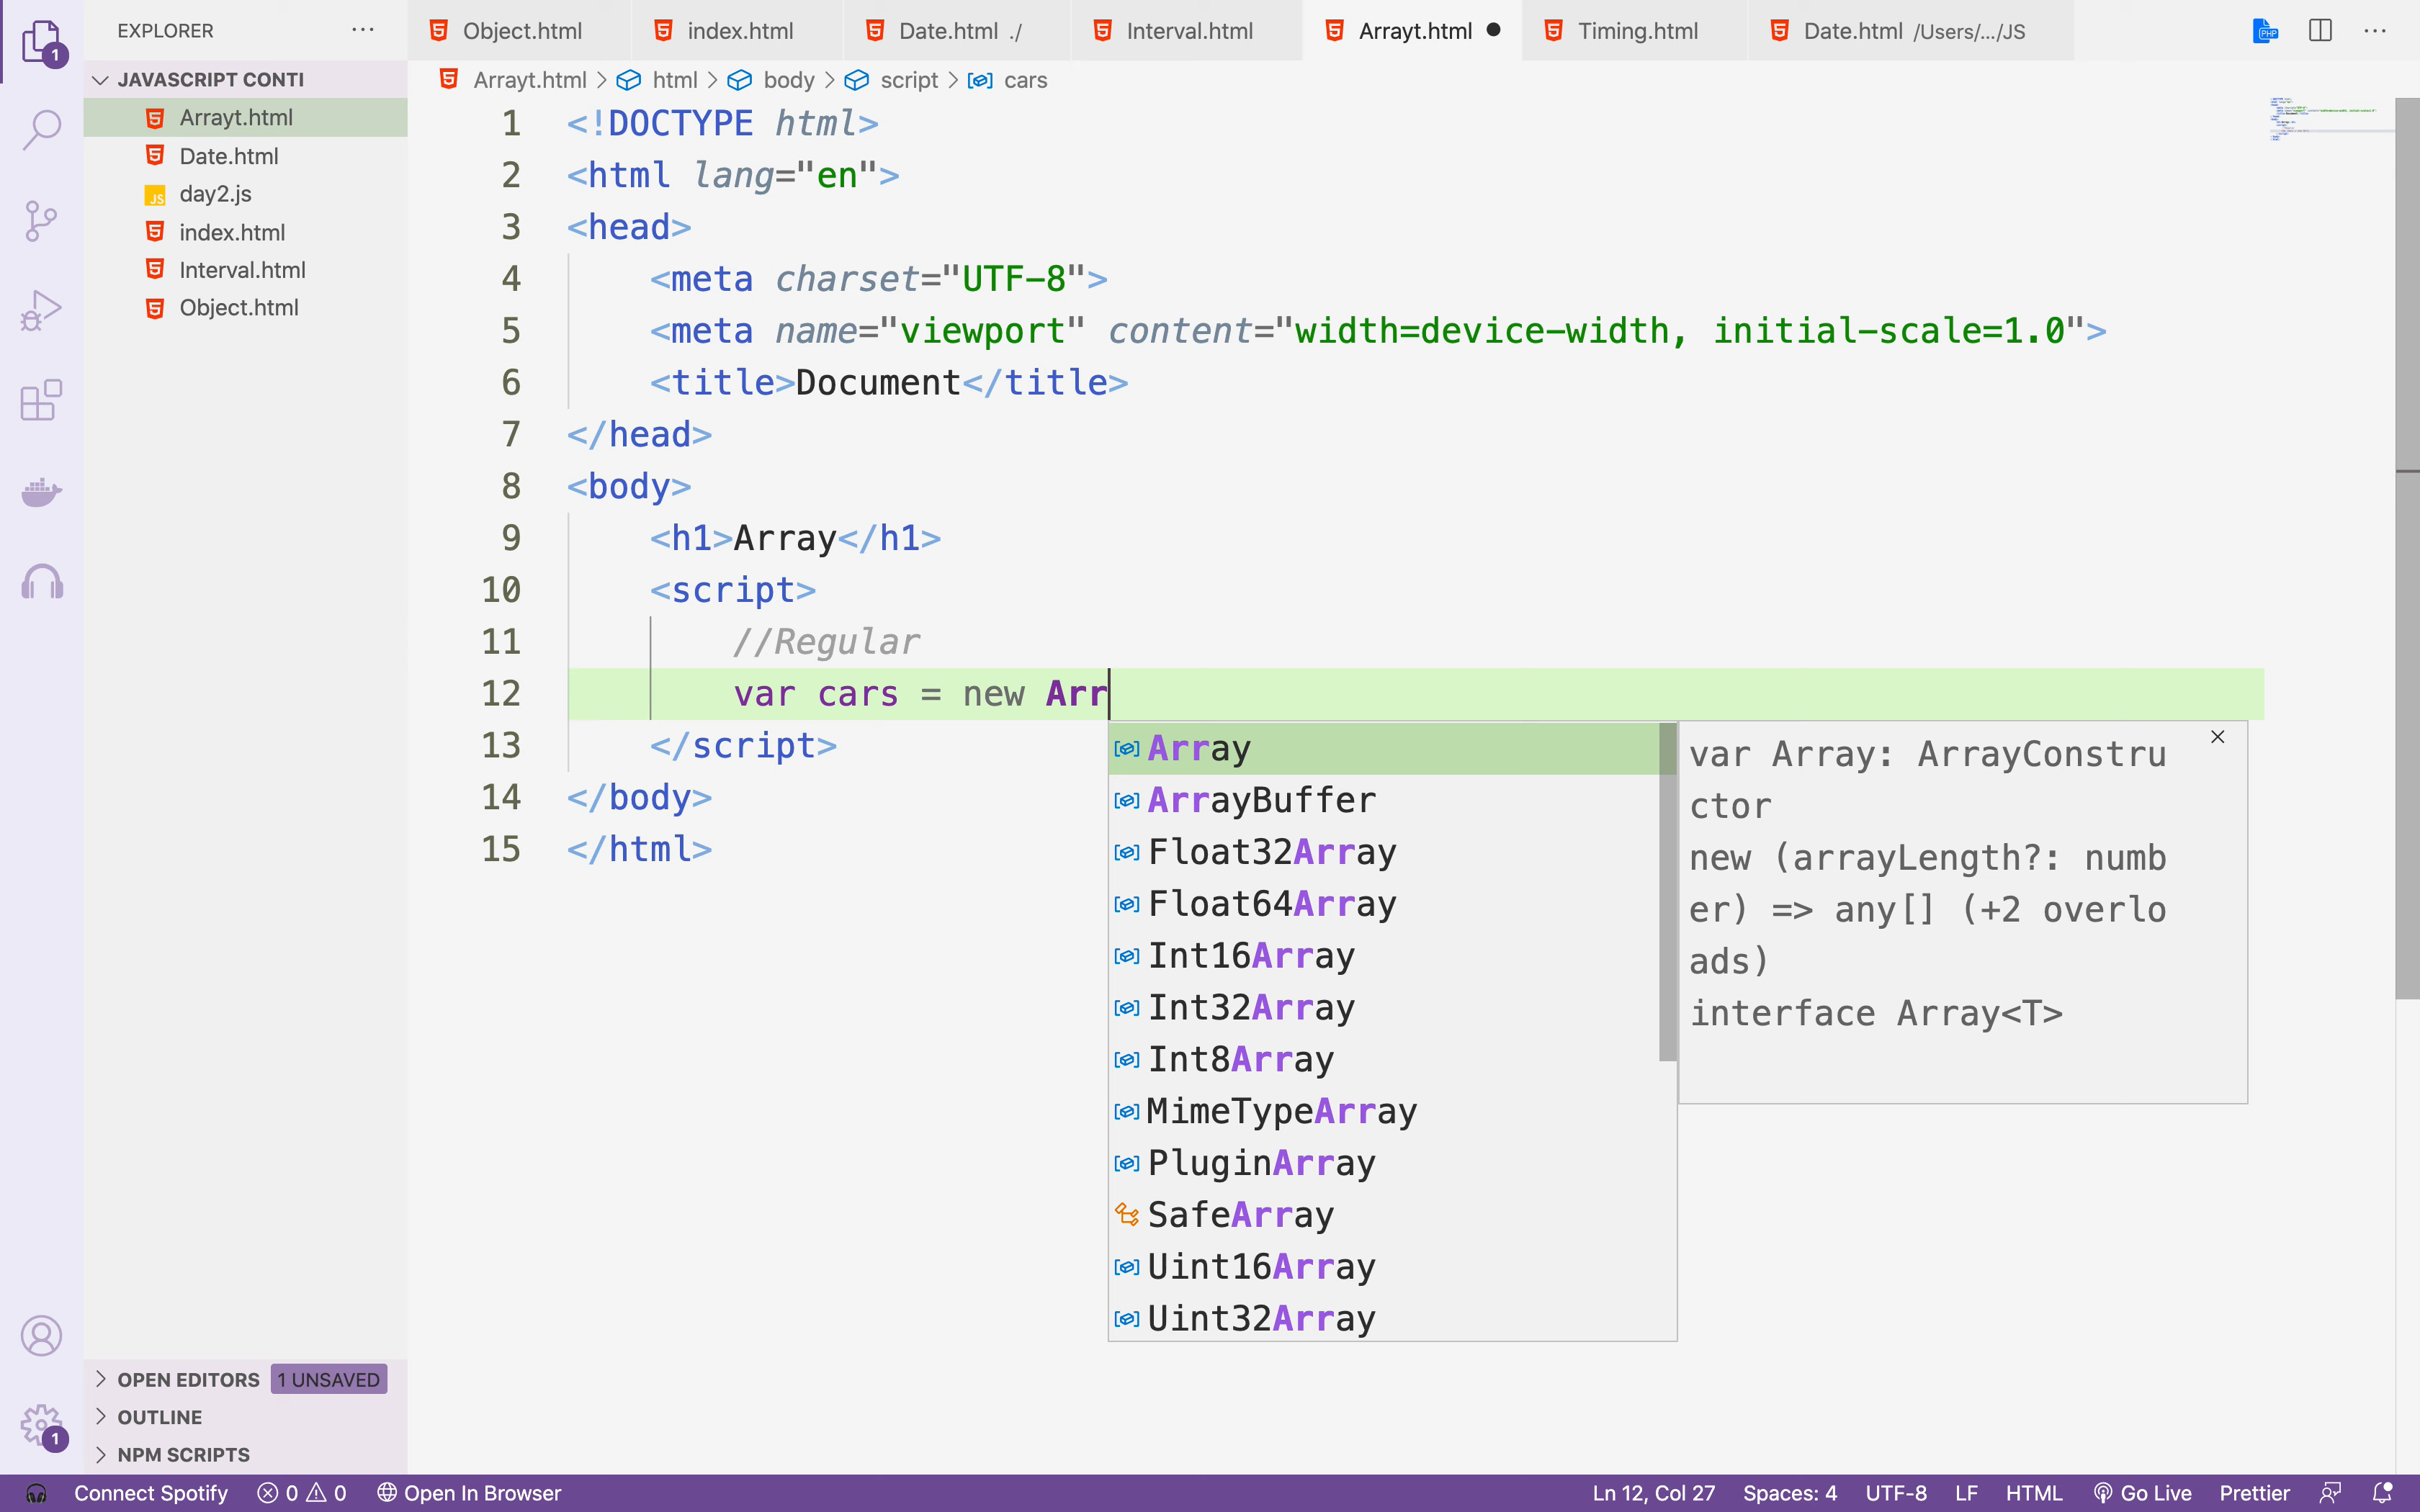 EXPLORER
JAVASCRIPT CONTI
Arrayt.html
Date.html
JS day2.js
index.html
Interval.html
Object.html
OPEN EDITORS 1 UNSAVED
OUTLINE
NPM SCRIPTS
1
1
Object.html index.html Date.html ./ Interval.html Arrayt.html Timing.html Date.html /Users/.../JS PHP
Arrayt.html html body script cars
1 <!DOCTYPE html>
2 <html lang="en">
3 <head>
4 <meta charset="UTF-8">
5 <meta name="viewport" content="width=device-width, initial-scale=1.0">
6 <title>Document</title>
7 </head>
8 <body>
9 <h1>Array</h1>
10 <script>
11 //Regular
12 var cars = new Arr
13 </script>
14 </body>
15 </html>
Array
ArrayBuffer
Float32Array
Float64Array
Int16Array
Int32Array
Int8Array
MimeTypeArray
PluginArray
SafeArray
Uint16Array
Uint32Array
var Array: ArrayConstru
ctor
new (arrayLength?: numb
er) => any[] (+2 overlo
ads)
interface Array<T>
Connect Spotify 0 0 Open In Browser Ln 12, Col 27 Spaces: 4 UTF-8 LF HTML Go Live Prettier